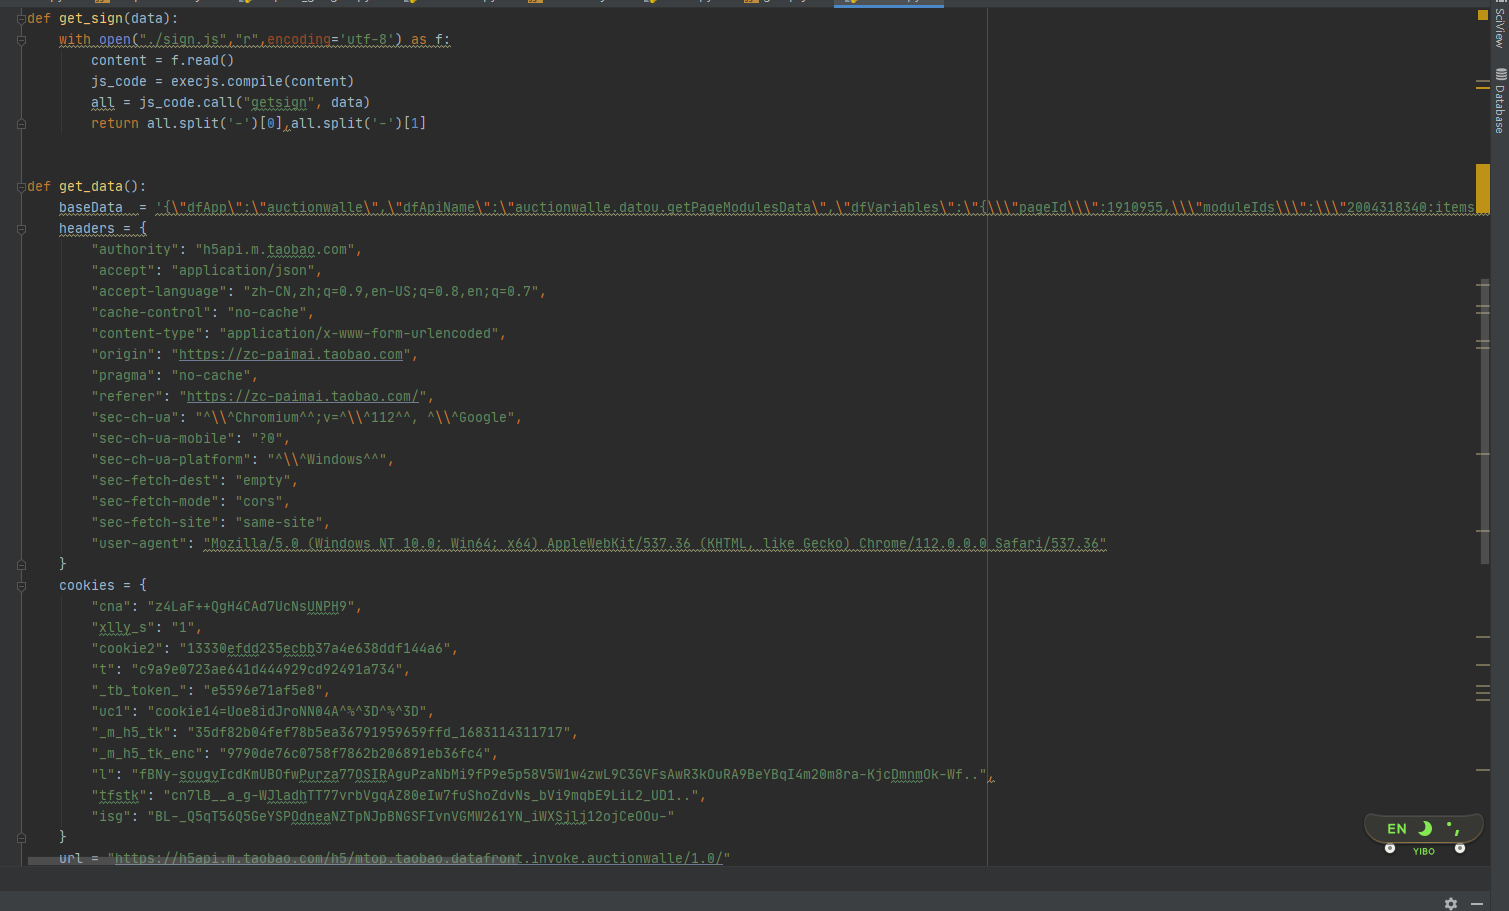 def get_sign(data):
with open("./sign.js","r",encoding='utf-8') as f:
content = f.read()
js_code = execjs.compile(content)
all = js_code.call("getsign", data)
return all.split('-')[0],all.split('-')[1]
def get_data():
baseData = '{\"dfApp\":\"auctionwalle\",\"dfApiName\":\"auctionwalle.datou.getPageModulesData\",\"dfVariables\":\"{\\\"pageId\\\":1910955,\\\"moduleIds\\\":\\\"2004318340:items
headers = {
"authority": "h5api.m.taobao.com",
"accept": "application/json",
"accept-language": "zh-CN,zh;q=0.9,en-US;q=0.8,en;q=0.7",
"cache-control": "no-cache",
"content-type": "application/x-www-form-urlencoded",
"origin": "https://zc-paimai.taobao.com",
"pragma": "no-cache",
"referer": "https://zc-paimai.taobao.com/",
"sec-ch-ua": "^\\^Chromium^^;v=^\\^112^^, ^\\^Google",
"sec-ch-ua-mobile": "?0",
"sec-ch-ua-platform": "^\\^Windows^^",
"sec-fetch-dest": "empty",
"sec-fetch-mode": "cors",
"sec-fetch-site": "same-site",
"user-agent": "Mozilla/5.0 (Windows NT 10.0; Win64; x64) AppleWebKit/537.36 (KHTML, like Gecko) Chrome/112.0.0.0 Safari/537.36"
}
cookies = {
"cna": "z4LaF++QgH4CAd7UcNsUNPH9",
"xlly_s": "1",
"cookie2": "13330efdd235ecbb37a4e638ddf144a6",
"t": "c9a9e0723ae641d444929cd92491a734",
"_tb_token_": "e5596e71af5e8",
"uc1": "cookie14=Uoe8idJroNN04A^%^3D^%^3D",
"_m_h5_tk": "35df82b04fef78b5ea36791959659ffd_1683114311717",
"_m_h5_tk_enc": "9790de76c0758f7862b206891eb36fc4",
"l": "fBNy-sougyIcdKmUBOfwPurza77OSIRAguPzaNbMi9fP9e5p58V5W1w4zwL9C3GVFsAwR3kOuRA9BeYBqI4m20m8ra-KjcDmnmOk-Wf..",
"tfstk": "cn7lB__a_g-WJladhTT77vrbVgqAZ80eIw7fuShoZdvNs_bVi9mqbE9LiL2_UD1..",
"isg": "BL-_Q5qT56Q5GeYSPOdneaNZTpNJpBNGSFIvnVGMW261YN_iWXSjlj12ojCeOOu-"
}
url = "https://h5api.m.taobao.com/h5/mtop.taobao.datafront.invoke.auctionwalle/1.0/"
SciView
Database
EN
YIBO